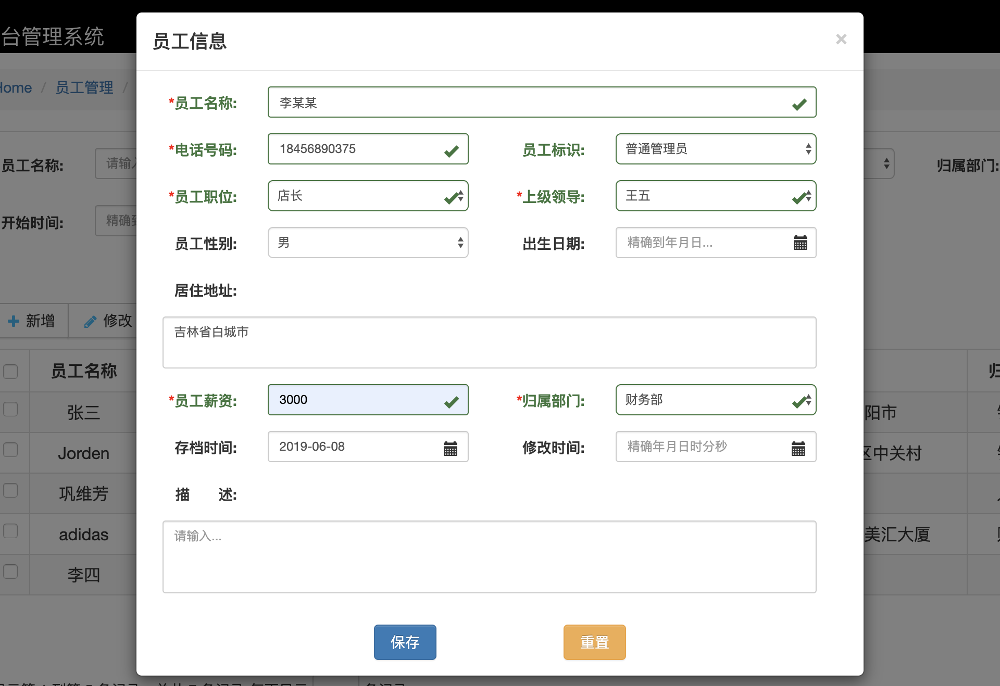 台管理系统
员工信息
×
Home / 员工管理 /
*员工名称: 李某某
*电话号码: 18456890375 员工标识: 普通管理员
员工名称: 请输入 归属部门:
*员工职位: 店长 *上级领导: 王五
开始时间: 精确到
员工性别: 男 出生日期: 精确到年月日...
居住地址:
新增 修改
吉林省白城市
员工名称 归
*员工薪资: 3000 *归属部门: 财务部
张三 阳市
存档时间: 2019-06-08 修改时间: 精确年月日时分秒
Jorden 区中关村
巩维芳
描 述:
adidas 美汇大厦
请输入...
李四
保存 重置